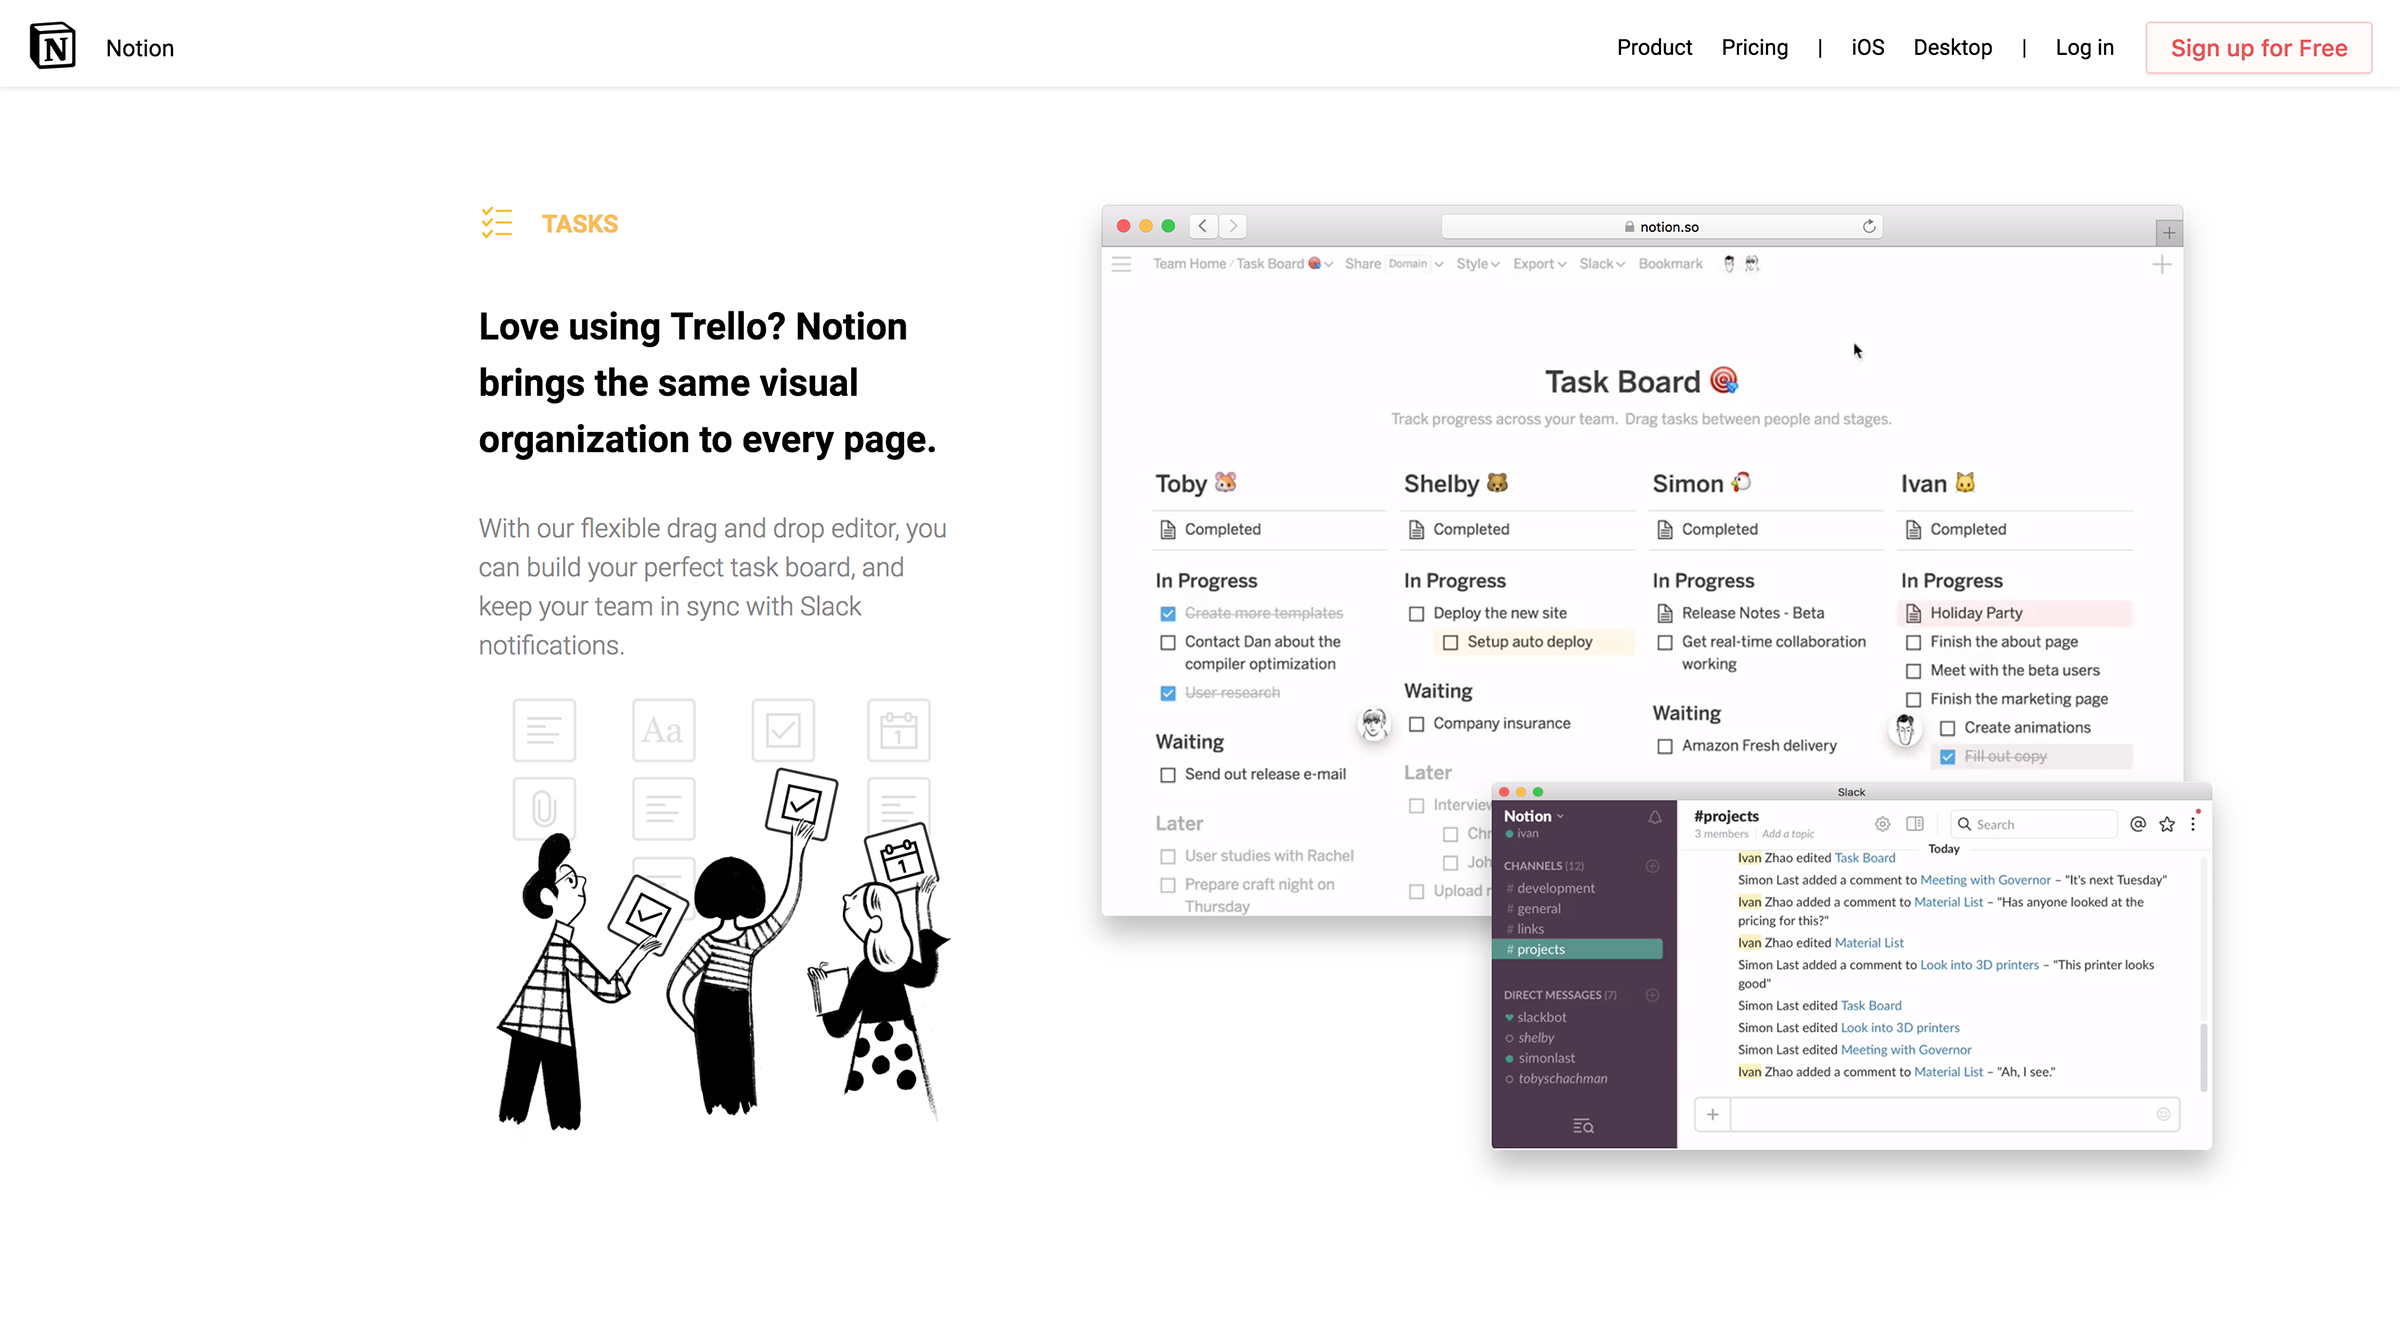 N Notion
Product Pricing | iOS Desktop | Log in Sign up for Free
TASKS
Love using Trello? Notion
brings the same visual
organization to every page.
With our flexible drag and drop editor, you
can build your perfect task board, and
keep your team in sync with Slack
notifications.
Aa
1
1
notion.so
Team Home / Task Board Share Domain Style Export Slack Bookmark
Task Board
Track progress across your team. Drag tasks between people and stages.
Toby
Completed
In Progress
Create more templates
Contact Dan about the
compiler optimization
User research
Waiting
Send out release e-mail
Later
User studies with Rachel
Prepare craft night on
Thursday
Shelby
Completed
In Progress
Deploy the new site
Setup auto deploy
Waiting
Company insurance
Later
Upload
Simon
Completed
In Progress
Release Notes - Beta
Get real-time collaboration
working
Waiting
Amazon Fresh delivery
Ivan
Completed
In Progress
Holiday Party
Finish the about page
Meet with the beta users
Finish the marketing page
Create animations
Fill out copy
Slack
Notion
ivan
CHANNELS (12)
# development
# general
# links
# projects
DIRECT MESSAGES (7)
slackbot
shelby
simonlast
tobyschachman
#projects
3 members | Add a topic
Search
Today
Ivan Zhao edited Task Board
Simon Last added a comment to Meeting with Governor – "It's next Tuesday"
Ivan Zhao added a comment to Material List – "Has anyone looked at the
pricing for this?"
Ivan Zhao edited Material List
Simon Last added a comment to Look into 3D printers – "This printer looks
good"
Simon Last edited Task Board
Simon Last edited Look into 3D printers
Simon Last edited Meeting with Governor
Ivan Zhao added a comment to Material List – "Ah, I see."